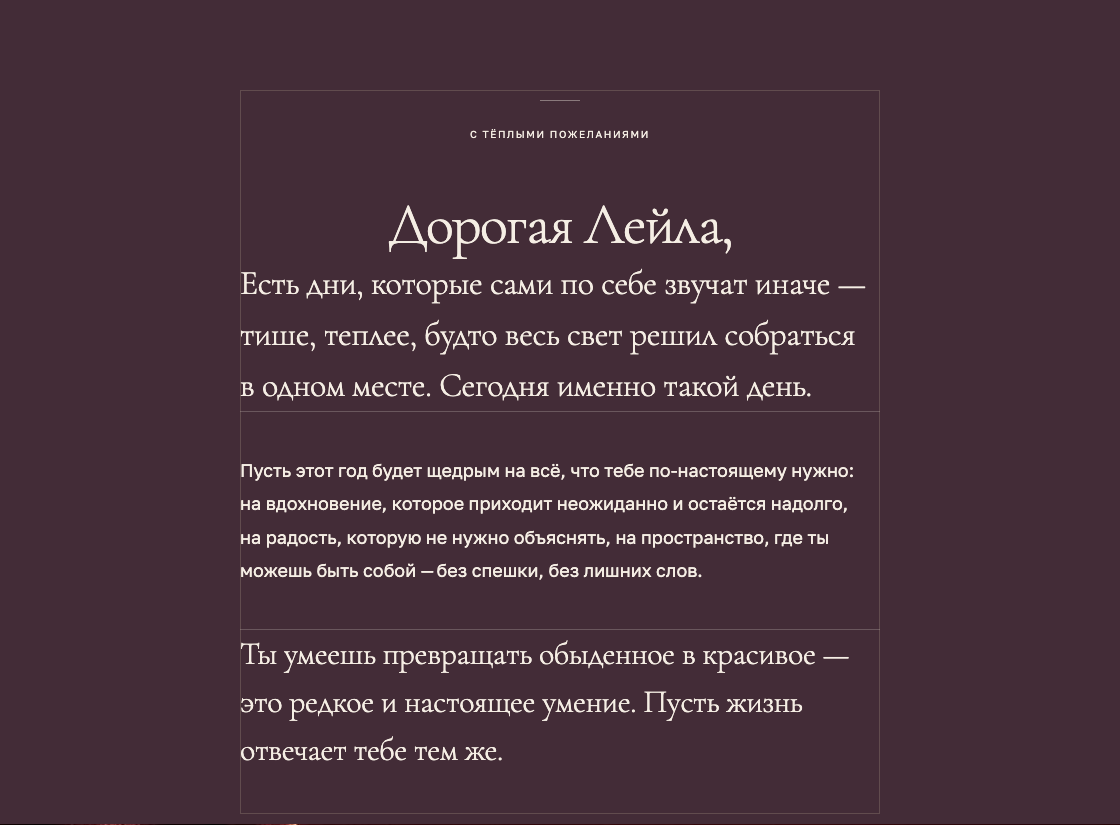 С ТЁПЛЫМИ ПОЖЕЛАНИЯМИ
Дорогая Лейла,
Есть дни, которые сами по себе звучат иначе —
тише, теплее, будто весь свет решил собраться
в одном месте. Сегодня именно такой день.
Пусть этот год будет щедрым на всё, что тебе по-настоящему нужно:
на вдохновение, которое приходит неожиданно и остаётся надолго,
на радость, которую не нужно объяснять, на пространство, где ты
можешь быть собой — без спешки, без лишних слов.
Ты умеешь превращать обыденное в красивое —
это редкое и настоящее умение. Пусть жизнь
отвечает тебе тем же.